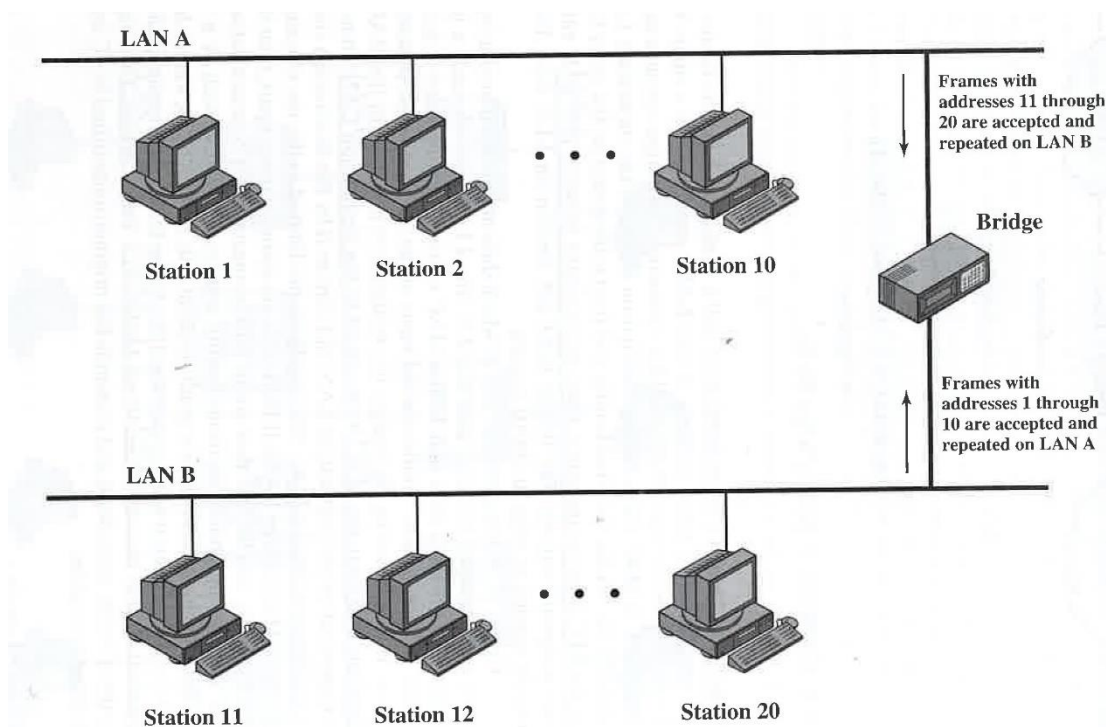 LAN A
Frames with
addresses 11 through
20 are accepted and
repeated on LAN B
Bridge
Station 1
Station 2
Station 10
Frames with
addresses 1 through
10 are accepted and
repeated on LAN A
LAN B
Station 11
Station 12
Station 20